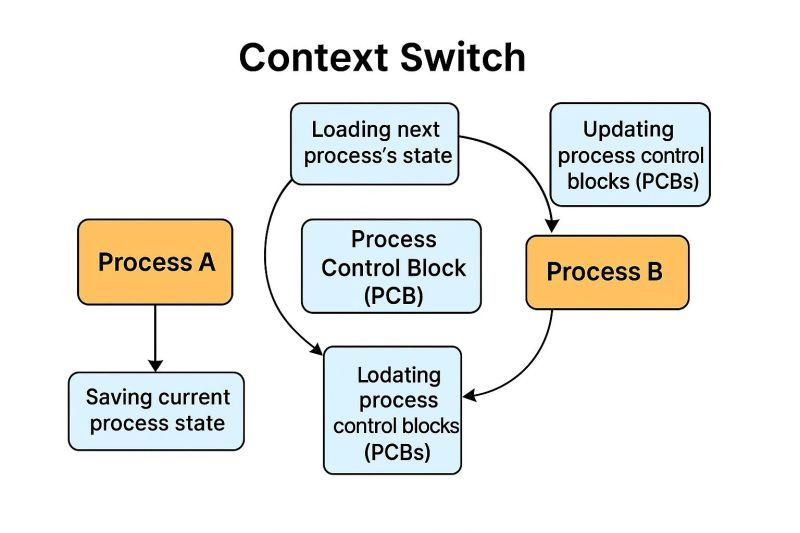 Context Switch
Loading next
process's state
Updating
process control
blocks (PCBs)
Process A
Process
Control Block
(PCB)
Process B
Saving current
process state
Lodating
process
control blocks
(PCBs)